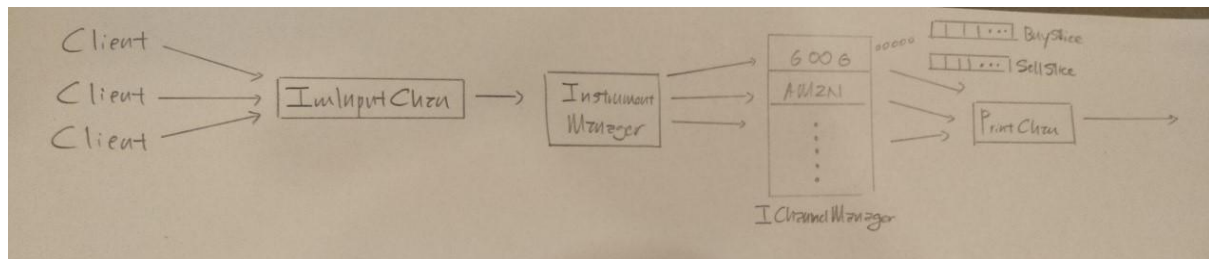 Client
Client
Client
ImInputChan
Instrument
Manager
GOOG
AMZN
IChannelManager
BuySlice
SellSlice
PrintChan